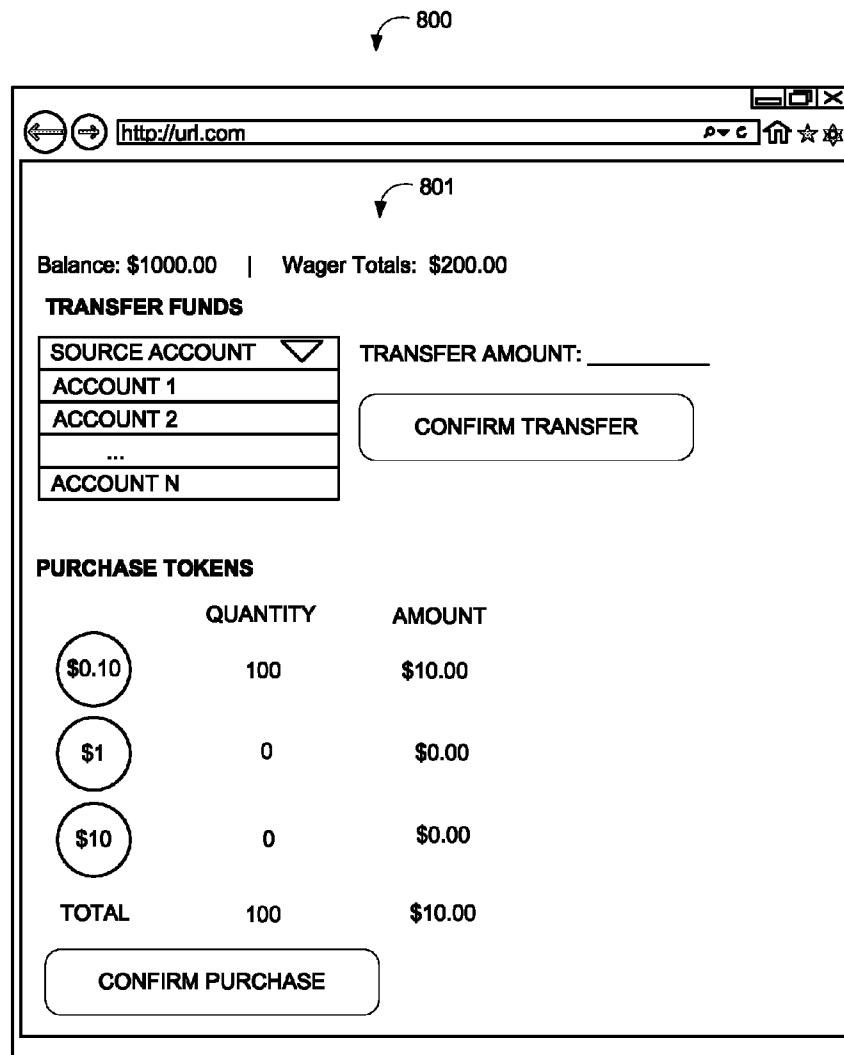 800
http://url.com
801
Balance: $1000.00 | Wager Totals: $200.00
TRANSFER FUNDS
SOURCE ACCOUNT
TRANSFER AMOUNT:
ACCOUNT 1
ACCOUNT 2
CONFIRM TRANSFER
...
ACCOUNT N
PURCHASE TOKENS
QUANTITY AMOUNT
$0.10 100 $10.00
$1 0 $0.00
$10 0 $0.00
TOTAL 100 $10.00
CONFIRM PURCHASE